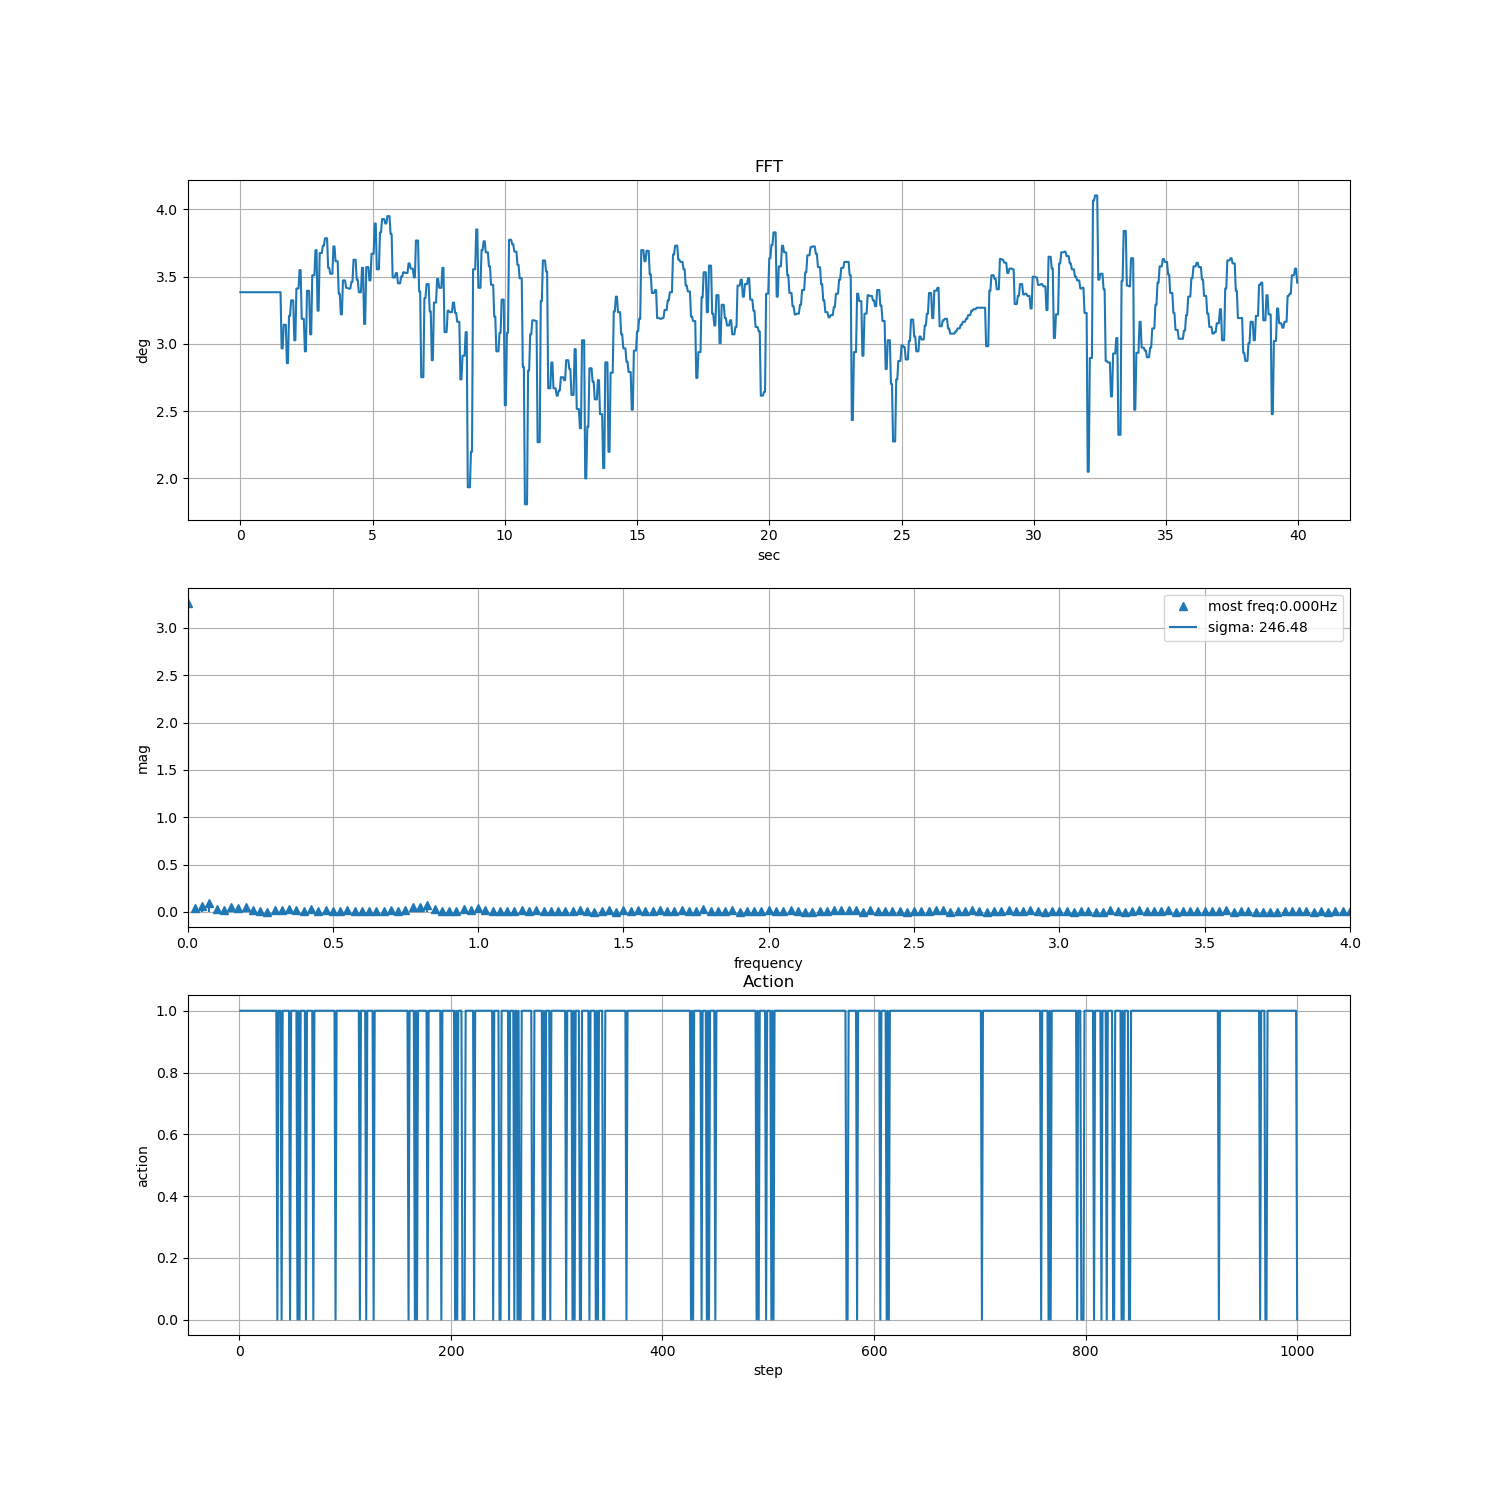 FFT
4.0
3.5
3.0
2.5
2.0
deg
0 5 10 15 20 25 30 35 40
sec
most freq:0.000Hz
sigma: 246.48
3.0
2.5
2.0
1.5
1.0
0.5
0.0
mag
0.0 0.5 1.0 1.5 2.0 2.5 3.0 3.5 4.0
frequency
Action
1.0
0.8
0.6
0.4
0.2
0.0
action
0 200 400 600 800 1000
step